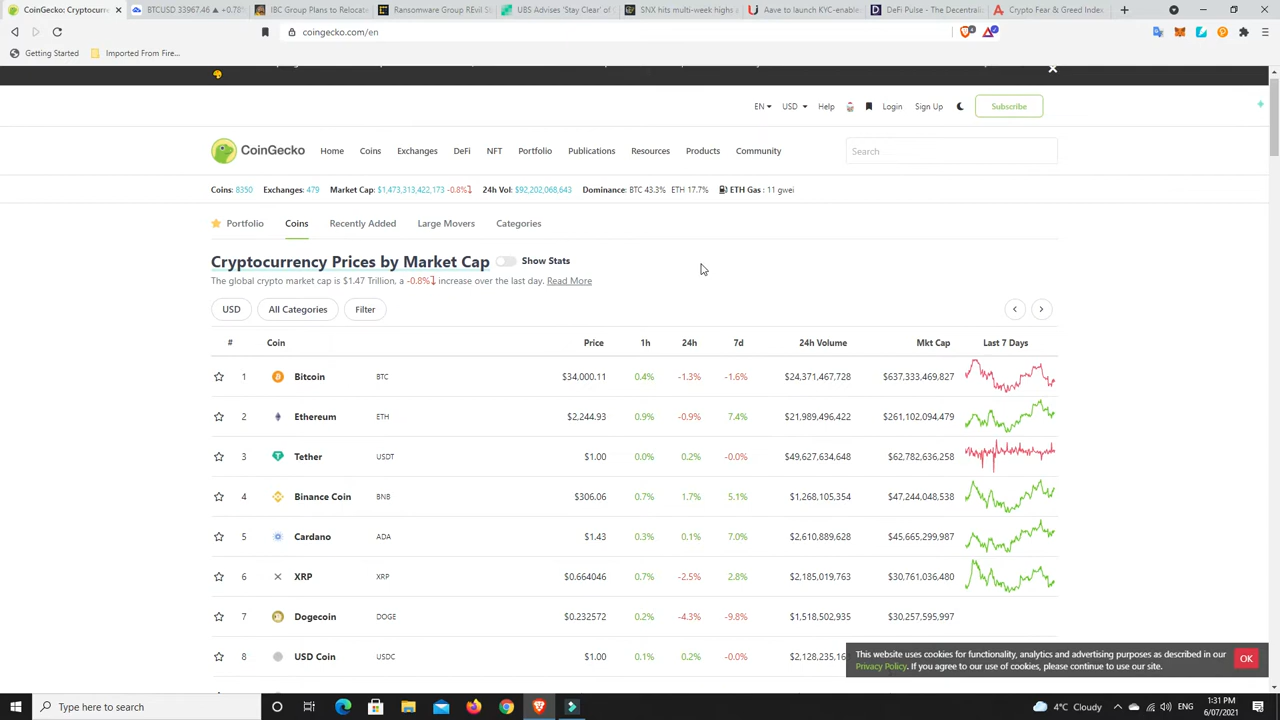 CoinGecko: Cryptocurr
BTCUSD 33967.46 ▲ +0.78%
IBC Group Plans to Relocate
Ransomware Group REvil Sl
UBS Advises 'Stay Clear' of
SNX hits multi-week highs a
Aave to launch KYC-enable
DeFi Pulse - The Decentrali
Crypto Fear & Greed Index
coingecko.com/en
Getting Started
Imported From Fire...
EN
USD
Help
Login
Sign Up
Subscribe
CoinGecko
Home
Coins
Exchanges
DeFi
NFT
Portfolio
Publications
Resources
Products
Community
Search
Coins: 8350
Exchanges: 479
Market Cap: $1,473,313,422,173 -0.8%
24h Vol: $92,202,068,643
Dominance: BTC 43.3% ETH 17.7%
ETH Gas : 11 gwei
Portfolio
Coins
Recently Added
Large Movers
Categories
Cryptocurrency Prices by Market Cap
Show Stats
The global crypto market cap is $1.47 Trillion, a -0.8% increase over the last day. Read More
USD
All Categories
Filter
# Coin Price 1h 24h 7d 24h Volume Mkt Cap Last 7 Days
1 Bitcoin BTC $34,000.11 0.4% -1.3% -1.6% $24,371,467,728 $637,333,469,827
2 Ethereum ETH $2,244.93 0.9% -0.9% 7.4% $21,989,496,422 $261,102,094,479
3 Tether USDT $1.00 0.0% 0.2% -0.0% $49,627,634,648 $62,782,636,258
4 Binance Coin BNB $306.06 0.7% 1.7% 5.1% $1,268,105,354 $47,244,048,538
5 Cardano ADA $1.43 0.3% 0.1% 7.0% $2,610,889,628 $45,665,299,987
6 XRP XRP $0.664046 0.7% -2.5% 2.8% $2,185,019,763 $30,761,036,480
7 Dogecoin DOGE $0.232572 0.2% -4.3% -9.8% $1,518,502,935 $30,257,595,997
8 USD Coin USDC $1.00 0.1% 0.2% -0.0% $2,128,235,16
This website uses cookies for functionality, analytics and advertising purposes as described in our
Privacy Policy. If you agree to our use of cookies, please continue to use our site.
OK
Type here to search
4°C Cloudy
1:31 PM
6/07/2021